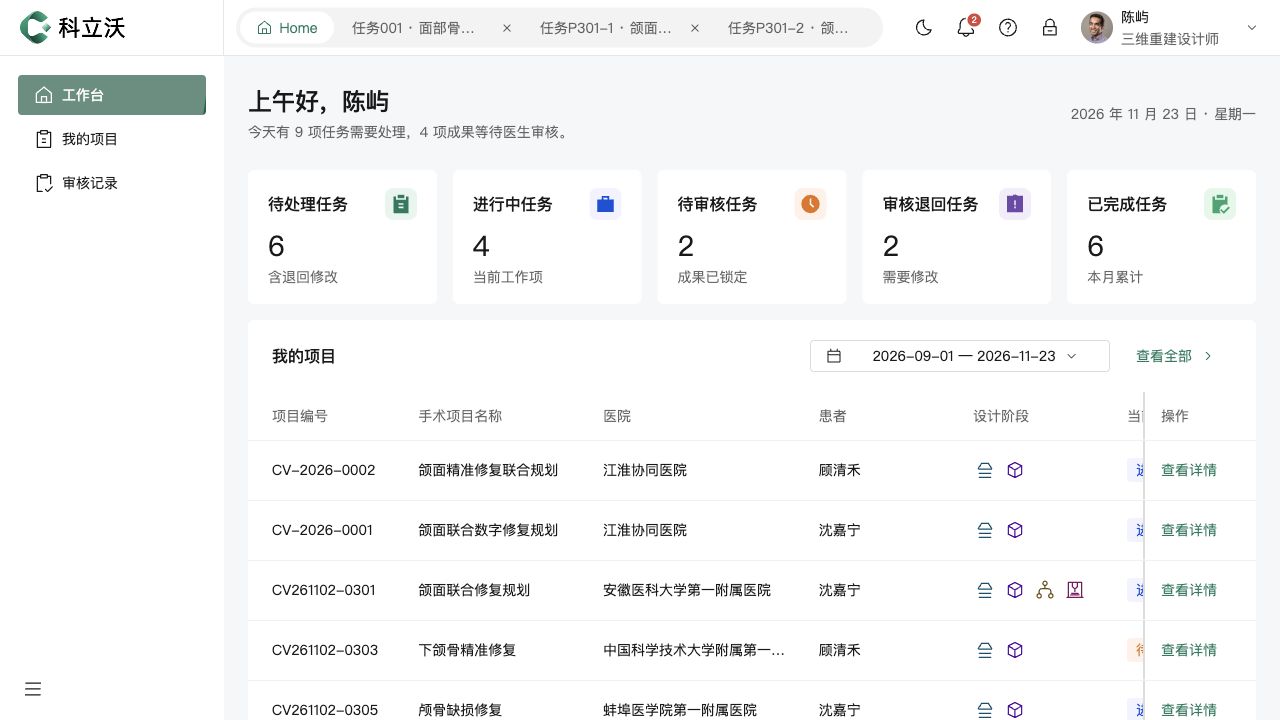 科立沃
Home
任务001 · 面部骨...
任务P301-1 · 颌面...
任务P301-2 · 颌...
2
陈屿
三维重建设计师
工作台
我的项目
审核记录
上午好，陈屿
今天有 9 项任务需要处理，4 项成果等待医生审核。
2026 年 11 月 23 日 · 星期一
待处理任务
6
含退回修改
进行中任务
4
当前工作项
待审核任务
2
成果已锁定
审核退回任务
2
需要修改
已完成任务
6
本月累计
我的项目
2026-09-01 — 2026-11-23
查看全部
项目编号 手术项目名称 医院 患者 设计阶段 操作
CV-2026-0002 颌面精准修复联合规划 江淮协同医院 顾清禾 查看详情
CV-2026-0001 颌面联合数字修复规划 江淮协同医院 沈嘉宁 查看详情
CV261102-0301 颌面联合修复规划 安徽医科大学第一附属医院 沈嘉宁 查看详情
CV261102-0303 下颌骨精准修复 中国科学技术大学附属第一... 顾清禾 查看详情
CV261102-0305 颅骨缺损修复 蚌埠医学院第一附属医院 沈嘉宁 查看详情